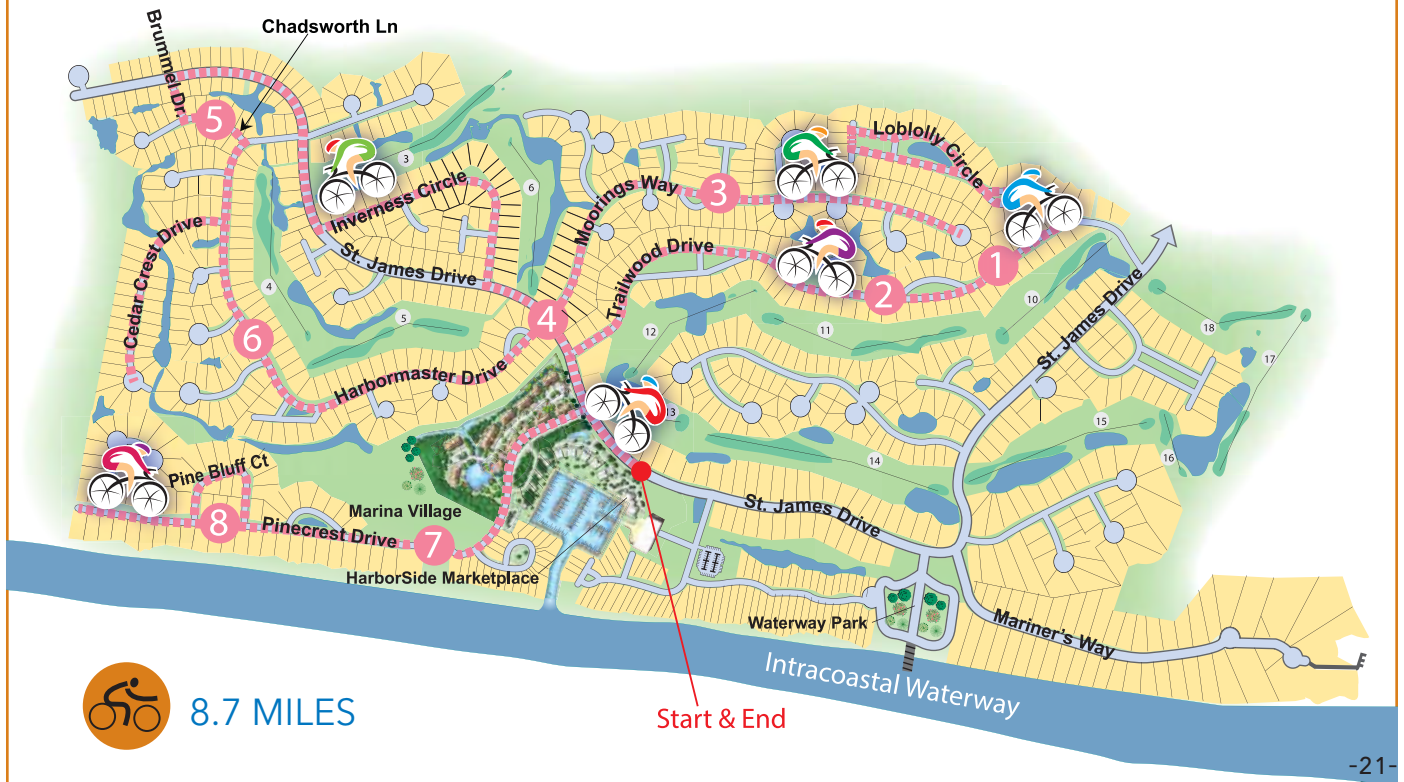 Brummel Dr.
Chadsworth Ln
5
3
Inverness Circle
6
Moorings Way
3
Loblolly Circle
1
Cedar Crest Drive
St. James Drive
4
Trailwood Drive
2
10
St. James Drive
18
17
4
5
6
12
11
Harbormaster Drive
13
15
16
14
Pine Bluff Ct
8
Pinecrest Drive
Marina Village
7
HarborSide Marketplace
St. James Drive
Waterway Park
Mariner's Way
Intracoastal Waterway
8.7 MILES
Start & End
-21-